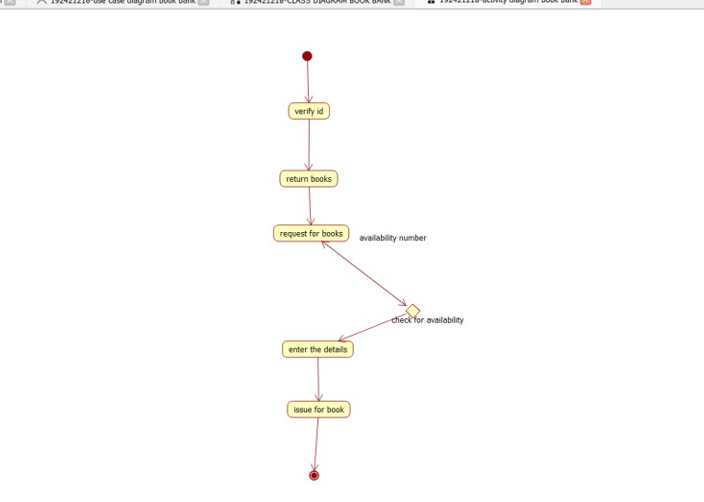 192421218-use case diagram book bank
192421218-CLASS DIAGRAM BOOK BANK
192421218-activity diagram book bank
verify id
return books
request for books
availability number
check for availability
enter the details
issue for book